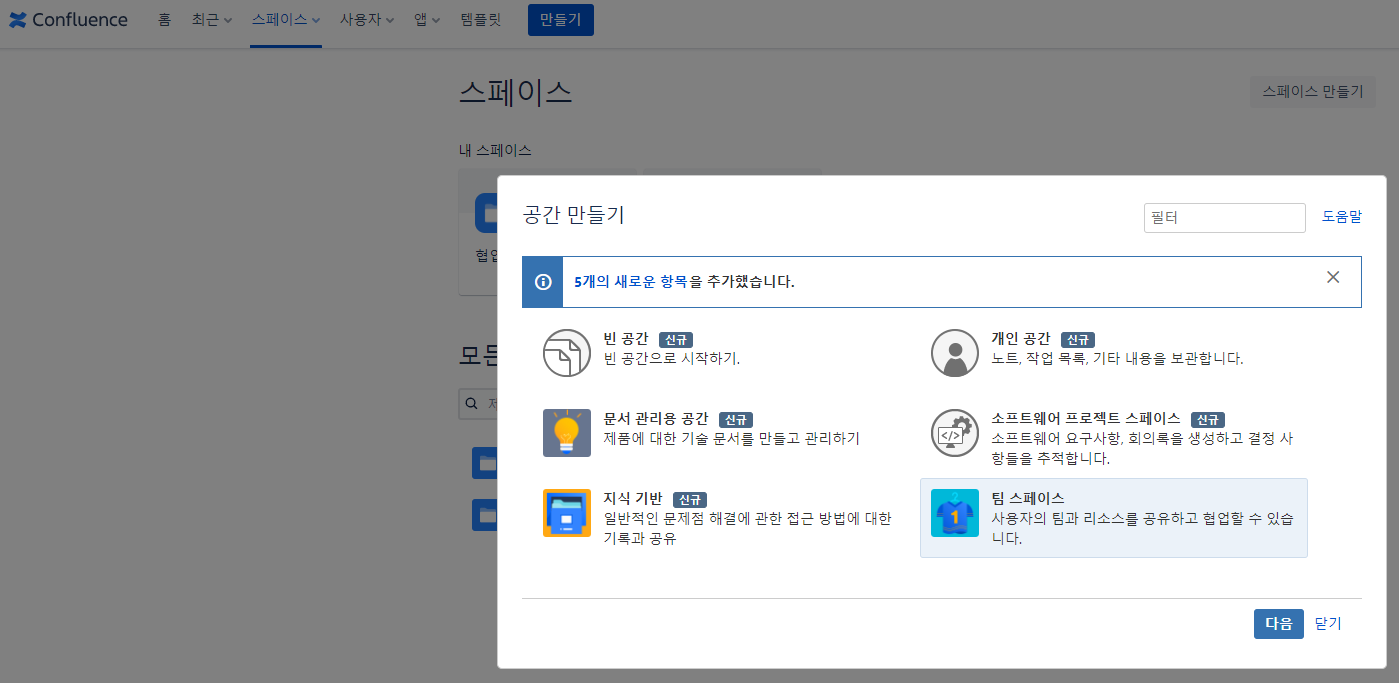 Confluence 홈 최근 스페이스 사용자 앱 템플릿 만들기
스페이스
스페이스 만들기
내 스페이스
공간 만들기
필터
도움말
5개의 새로운 항목을 추가했습니다.
빈 공간 신규
빈 공간으로 시작하기.
개인 공간 신규
노트, 작업 목록, 기타 내용을 보관합니다.
문서 관리용 공간 신규
제품에 대한 기술 문서를 만들고 관리하기
소프트웨어 프로젝트 스페이스 신규
소프트웨어 요구사항, 회의록을 생성하고 결정 사
항들을 추적합니다.
지식 기반 신규
일반적인 문제점 해결에 관한 접근 방법에 대한
기록과 공유
1
팀 스페이스
사용자의 팀과 리소스를 공유하고 협업할 수 있습
니다.
다음 닫기